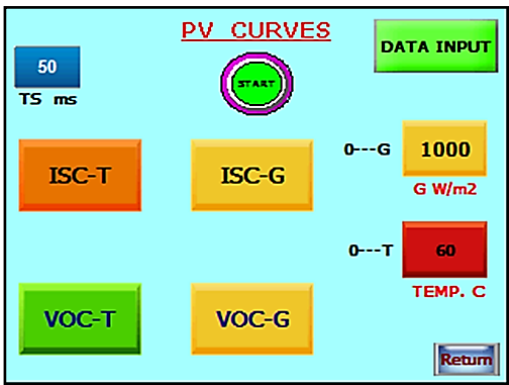 PV CURVES
DATA INPUT
50
TS ms
START
ISC-T
ISC-G
0---G
1000
G W/m2
0---T
60
TEMP. C
VOC-T
VOC-G
Return